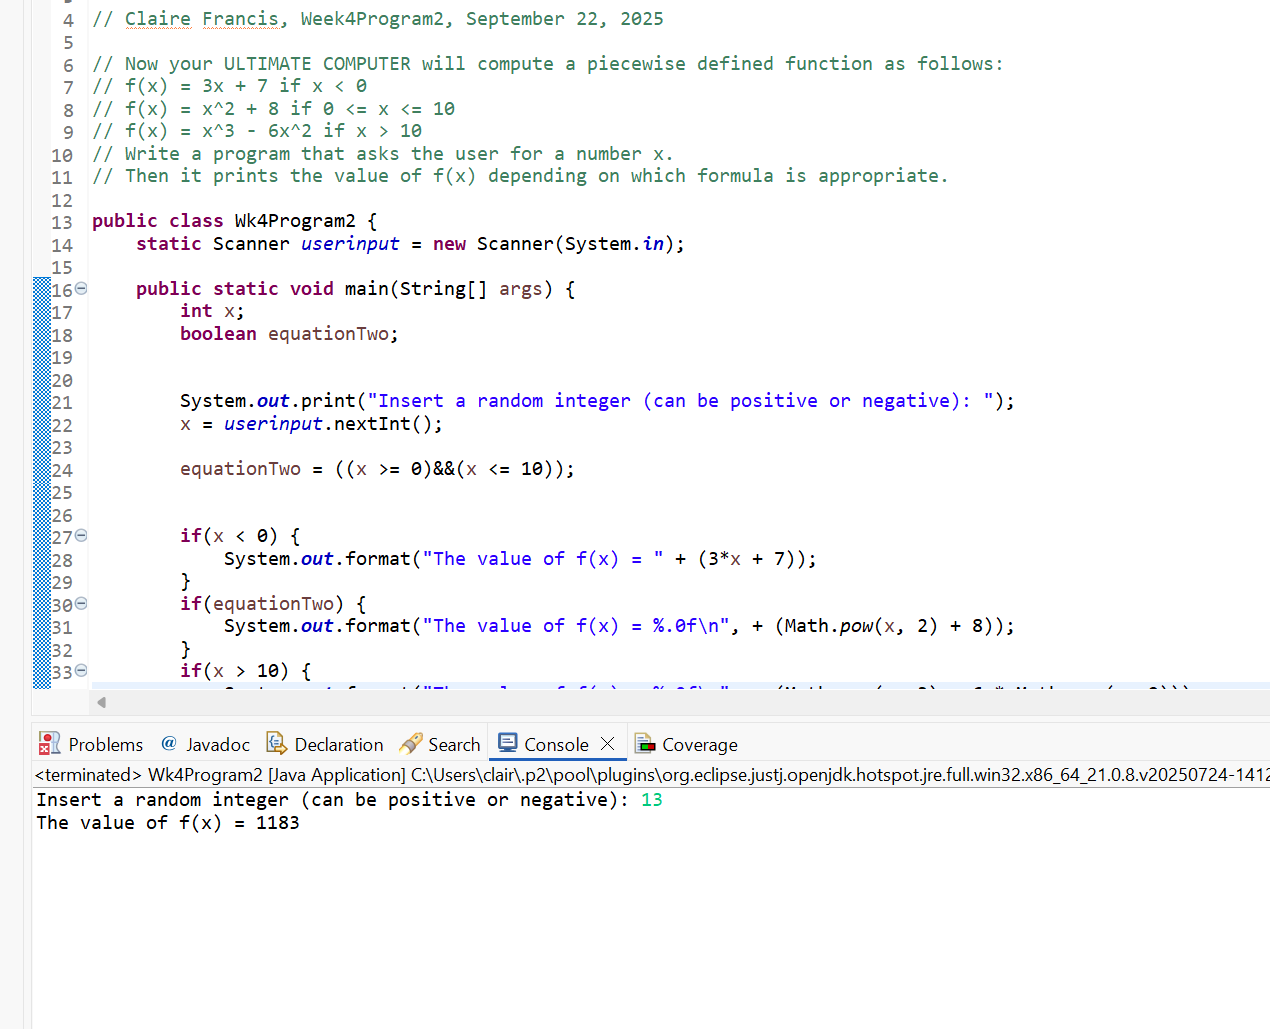 4 // Claire Francis, Week4Program2, September 22, 2025
5
6 // Now your ULTIMATE COMPUTER will compute a piecewise defined function as follows:
7 // f(x) = 3x + 7 if x < 0
8 // f(x) = x^2 + 8 if 0 <= x <= 10
9 // f(x) = x^3 - 6x^2 if x > 10
10 // Write a program that asks the user for a number x.
11 // Then it prints the value of f(x) depending on which formula is appropriate.
12
13 public class Wk4Program2 {
14     static Scanner userinput = new Scanner(System.in);
15
16     public static void main(String[] args) {
17         int x;
18         boolean equationTwo;
19
20
21         System.out.print("Insert a random integer (can be positive or negative): ");
22         x = userinput.nextInt();
23
24         equationTwo = ((x >= 0)&&(x <= 10));
25
26
27         if(x < 0) {
28             System.out.format("The value of f(x) = " + (3*x + 7));
29         }
30         if(equationTwo) {
31             System.out.format("The value of f(x) = %.0f\n", + (Math.pow(x, 2) + 8));
32         }
33         if(x > 10) {
Problems @ Javadoc Declaration Search Console Coverage
<terminated> Wk4Program2 [Java Application] C:\Users\clair\.p2\pool\plugins\org.eclipse.justj.openjdk.hotspot.jre.full.win32.x86_64_21.0.8.v20250724-1412
Insert a random integer (can be positive or negative): 13
The value of f(x) = 1183